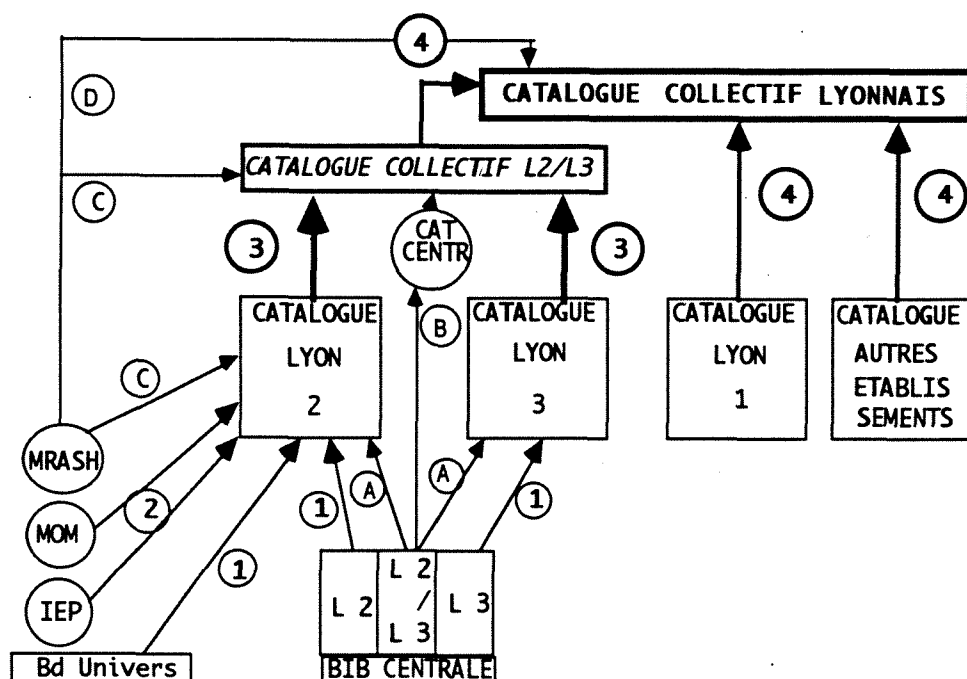 4
D
CATALOGUE COLLECTIF LYONNAIS
CATALOGUE COLLECTIF L2/L3
C
4
4
3
CAT
CENTR
3
CATALOGUE
LYON
2
B
CATALOGUE
LYON
3
CATALOGUE
LYON
1
CATALOGUE
AUTRES
ETABLIS
SEMENTS
C
MRASH
2
MOM
1
A
A
1
1
IEP
L 2
L 2
/
L 3
L 3
Bd Univers
BIB CENTRALE